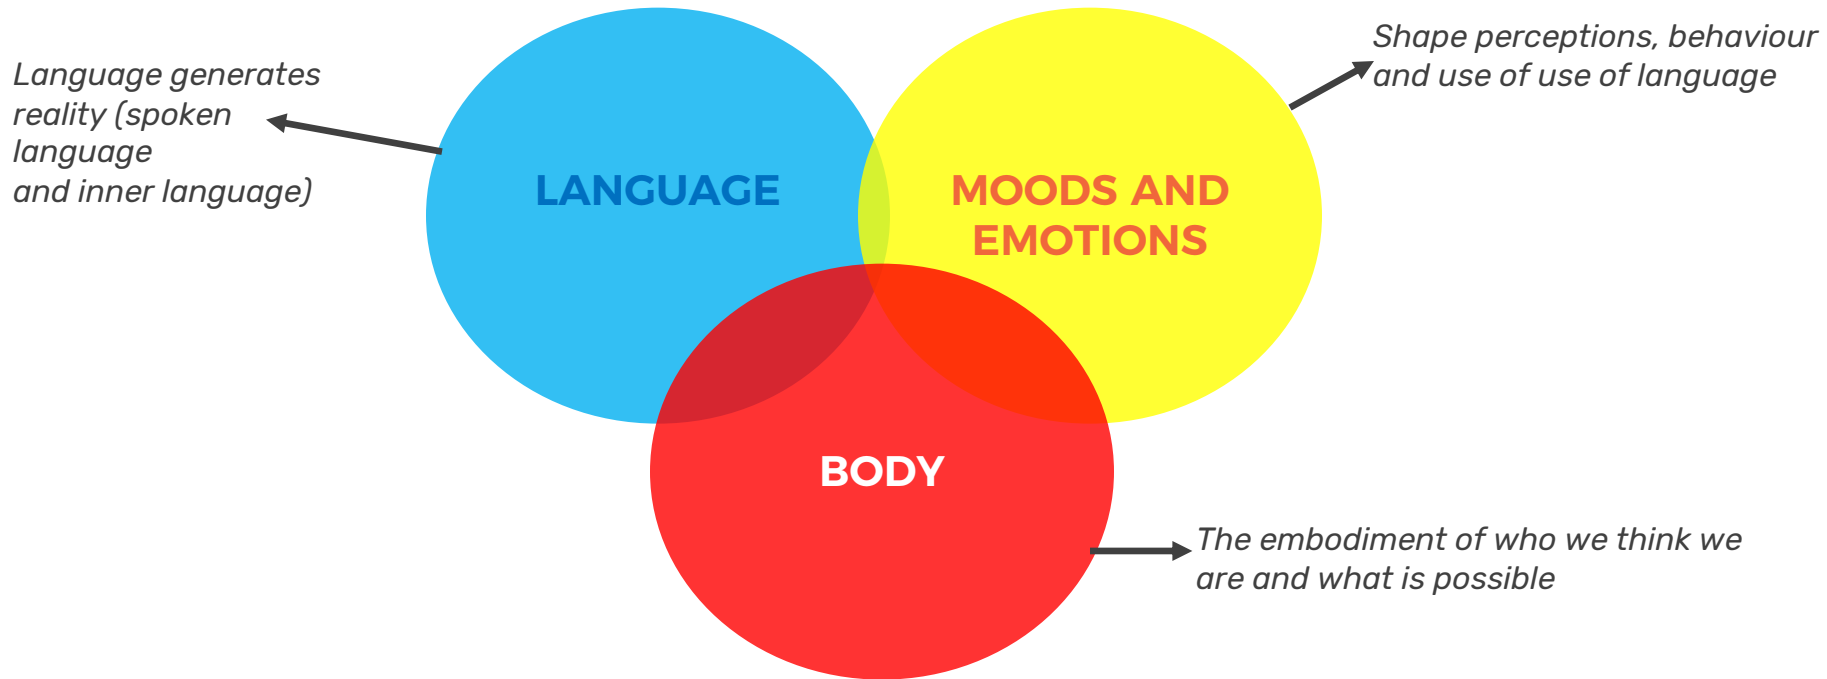 Language generates
reality (spoken
language
and inner language)
LANGUAGE
MOODS AND
EMOTIONS
Shape perceptions, behaviour
and use of use of language
BODY
The embodiment of who we think we
are and what is possible